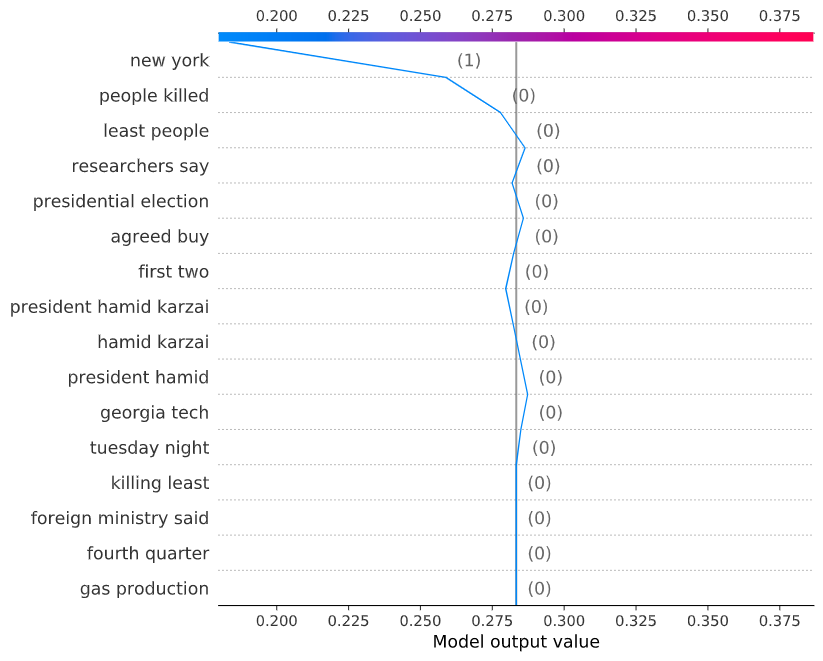 0.200 0.225 0.250 0.275 0.300 0.325 0.350 0.375
new york (1)
people killed (0)
least people (0)
researchers say (0)
presidential election (0)
agreed buy (0)
first two (0)
president hamid karzai (0)
hamid karzai (0)
president hamid (0)
georgia tech (0)
tuesday night (0)
killing least (0)
foreign ministry said (0)
fourth quarter (0)
gas production (0)
0.200 0.225 0.250 0.275 0.300 0.325 0.350 0.375
Model output value